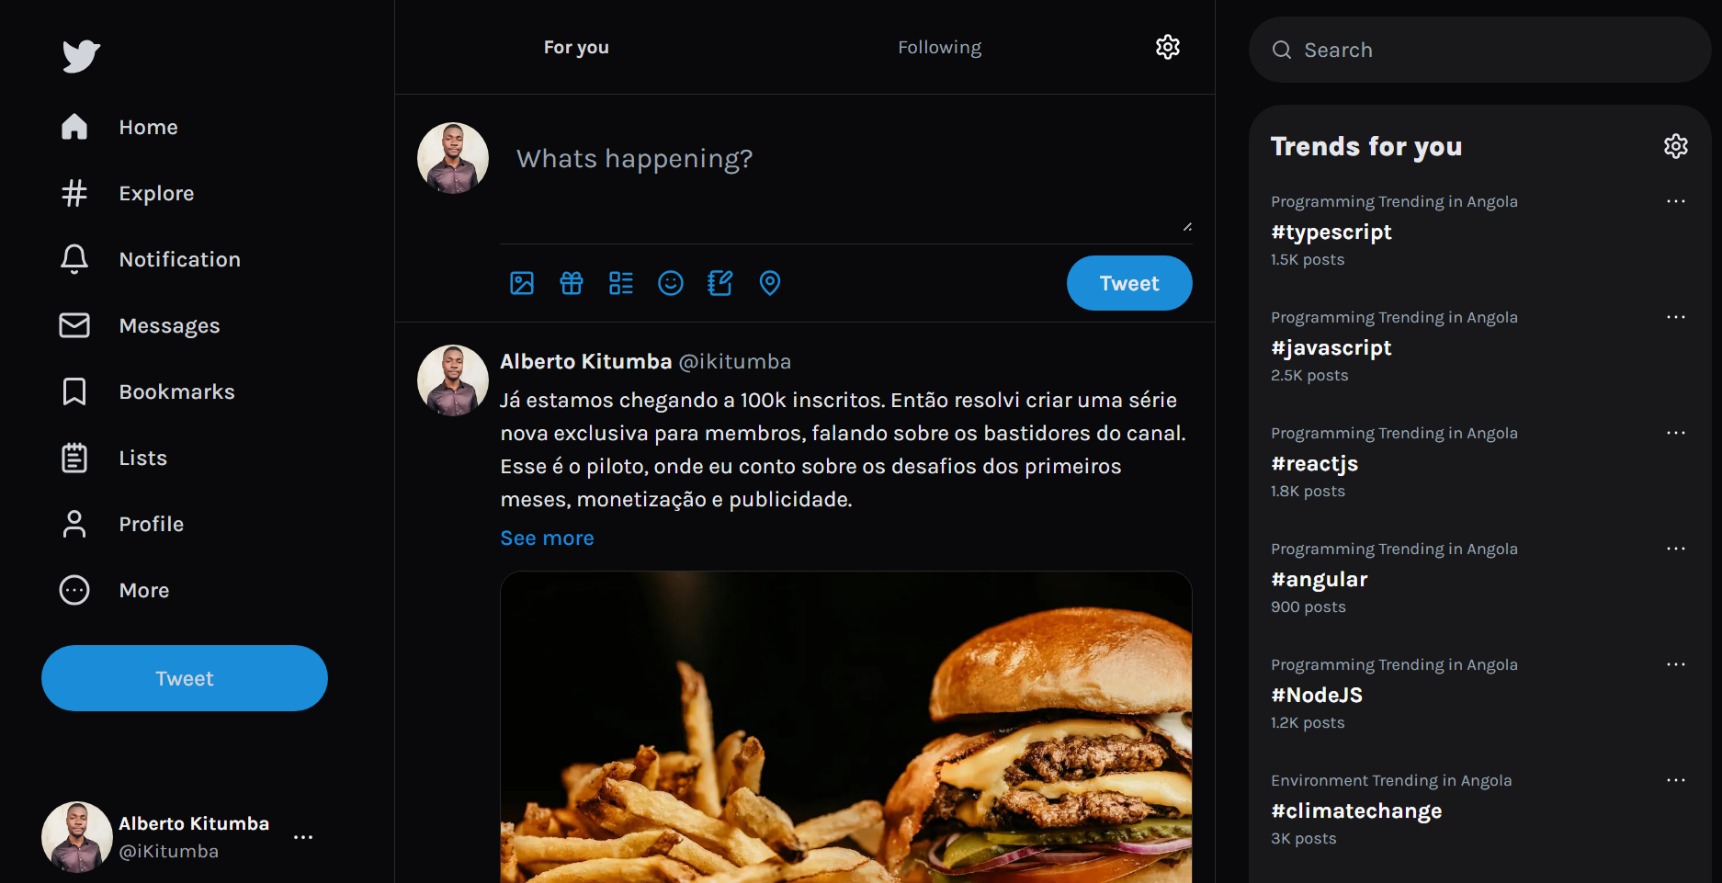 Home
Explore
Notification
Messages
Bookmarks
Lists
Profile
More
Tweet
Alberto Kitumba
@iKitumba
For you
Following
Whats happening?
Tweet
Alberto Kitumba @ikitumba
Já estamos chegando a 100k inscritos. Então resolvi criar uma série
nova exclusiva para membros, falando sobre os bastidores do canal.
Esse é o piloto, onde eu conto sobre os desafios dos primeiros
meses, monetização e publicidade.
See more
Search
Trends for you
Programming Trending in Angola
#typescript
1.5K posts
Programming Trending in Angola
#javascript
2.5K posts
Programming Trending in Angola
#reactjs
1.8K posts
Programming Trending in Angola
#angular
900 posts
Programming Trending in Angola
#NodeJS
1.2K posts
Environment Trending in Angola
#climatechange
3K posts